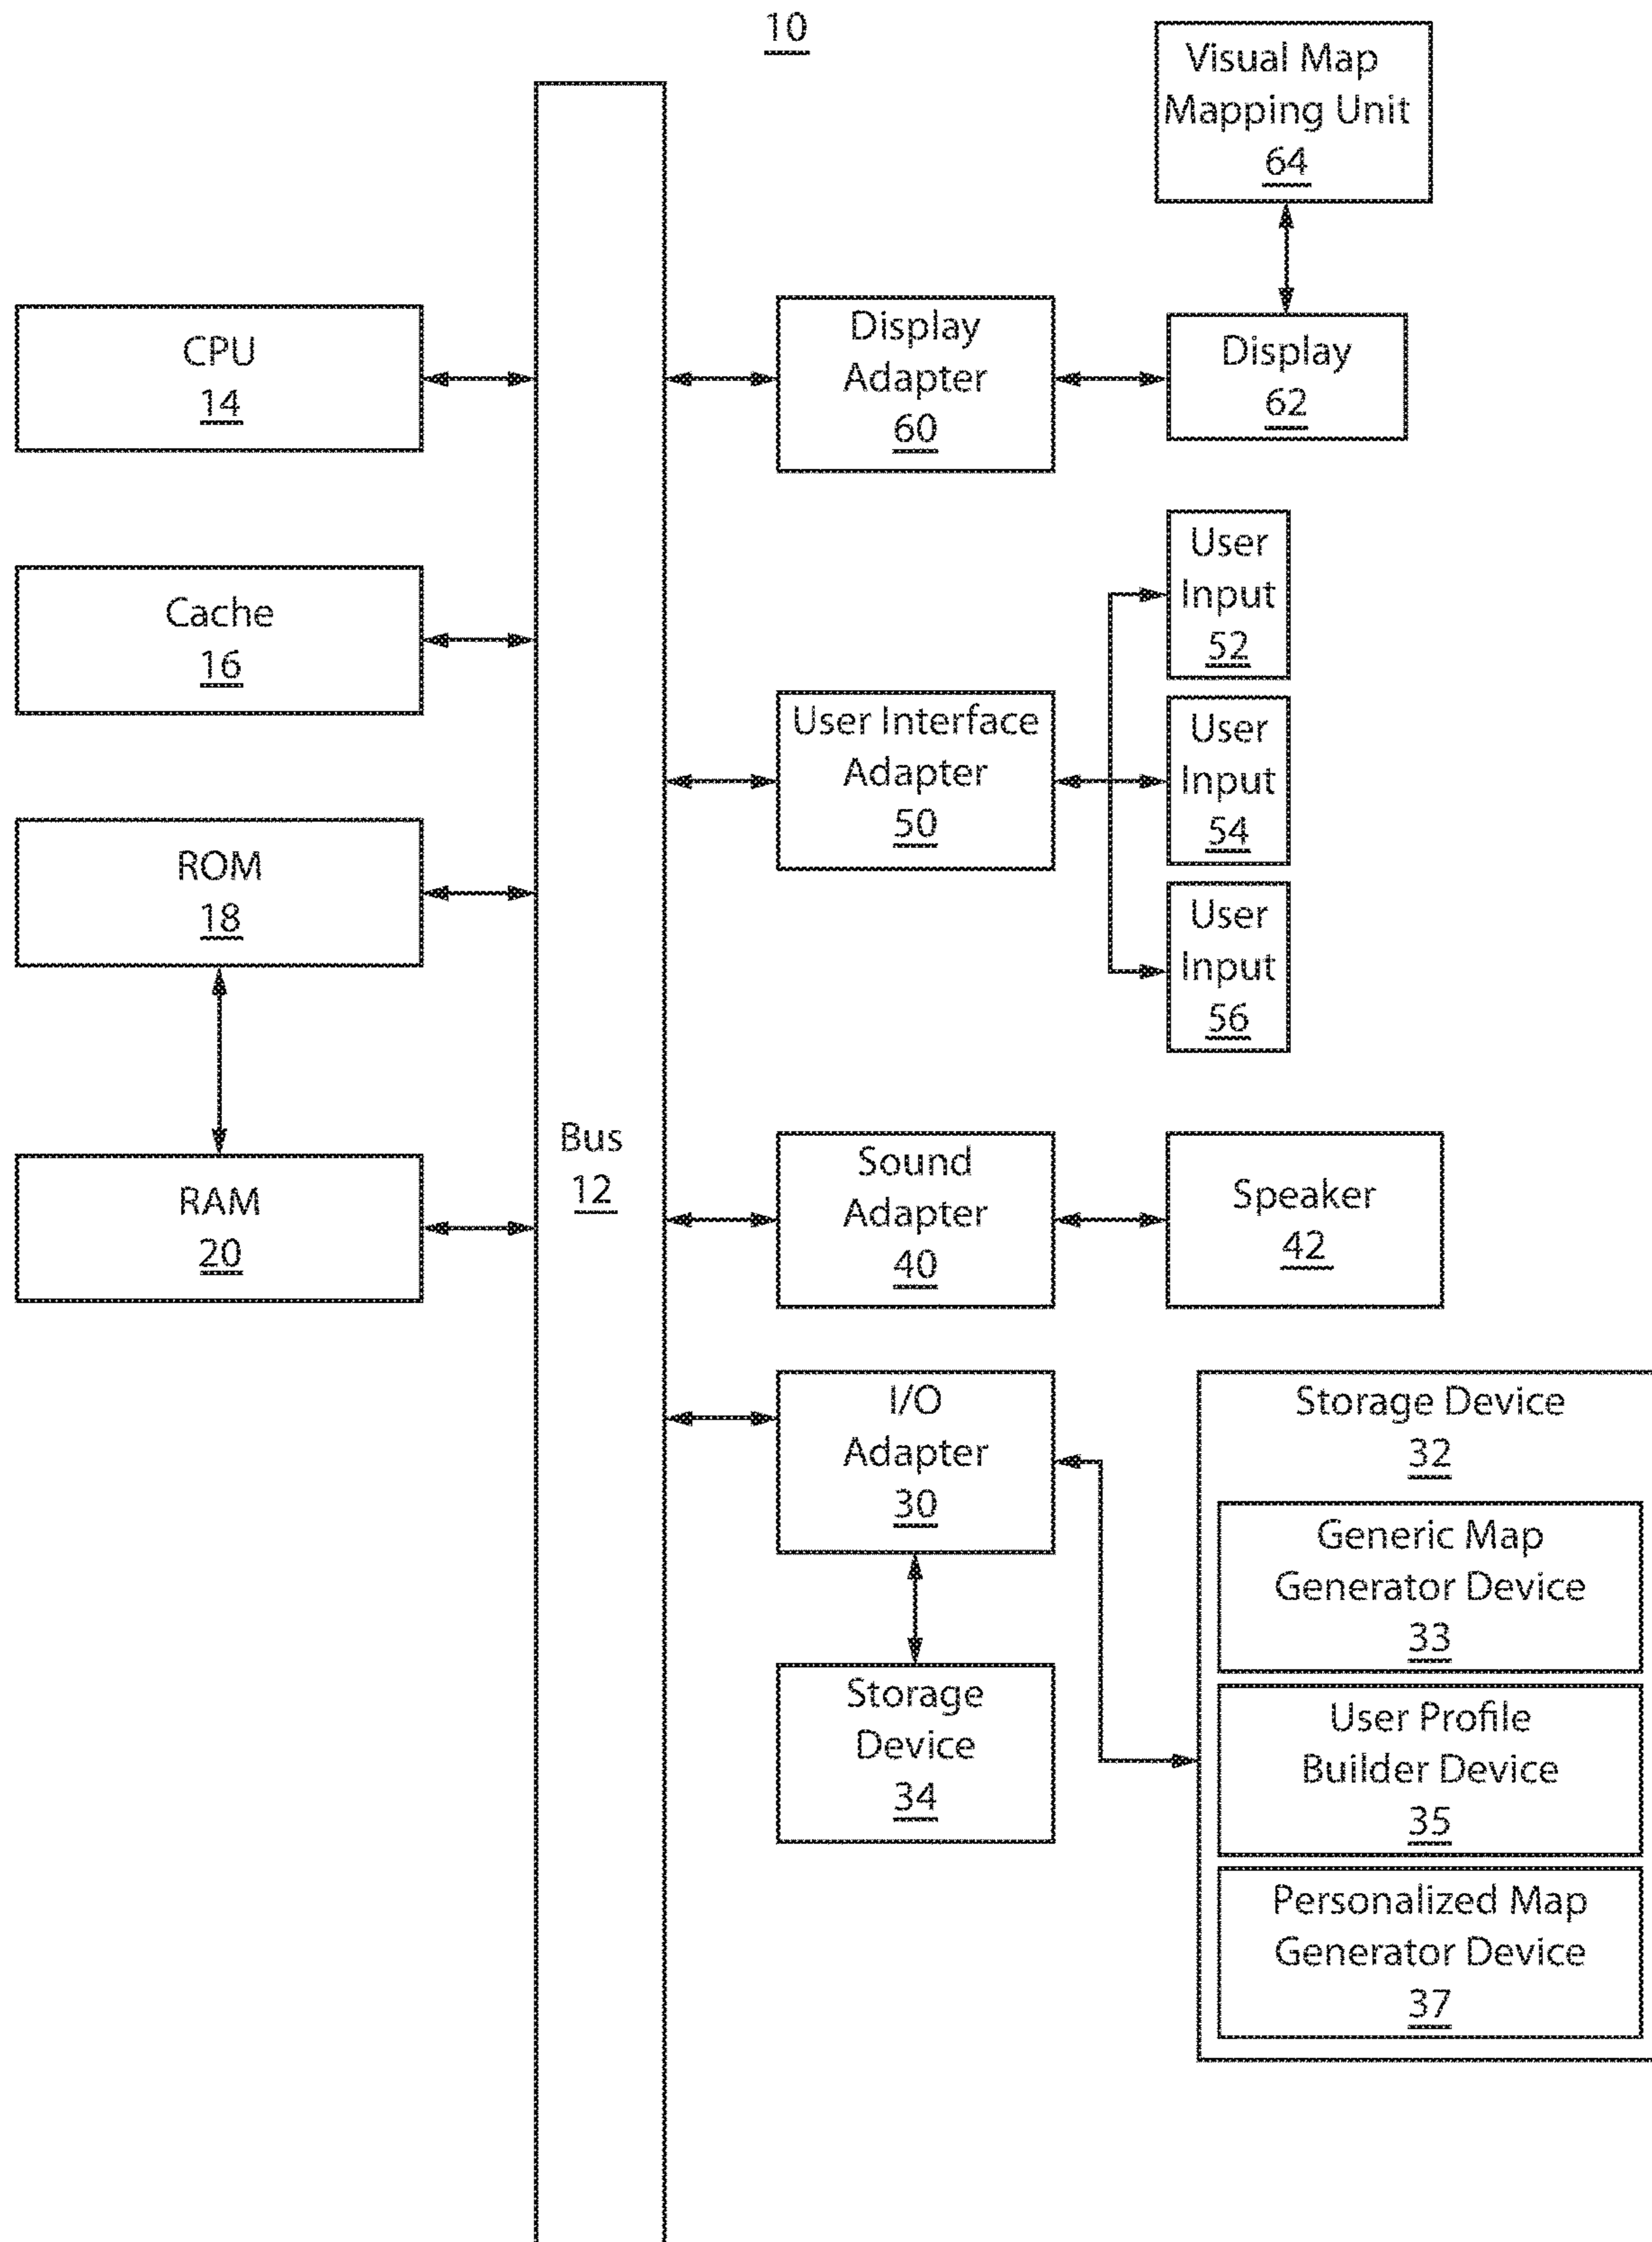 10
Visual Map
Mapping Unit
64
CPU
14
Display
Adapter
60
Display
62
Cache
16
User
Input
52
User Interface
Adapter
50
User
Input
54
ROM
18
User
Input
56
Bus
12
RAM
20
Sound
Adapter
40
Speaker
42
I/O
Adapter
30
Storage Device
32
Generic Map
Generator Device
33
Storage
Device
34
User Profile
Builder Device
35
Personalized Map
Generator Device
37